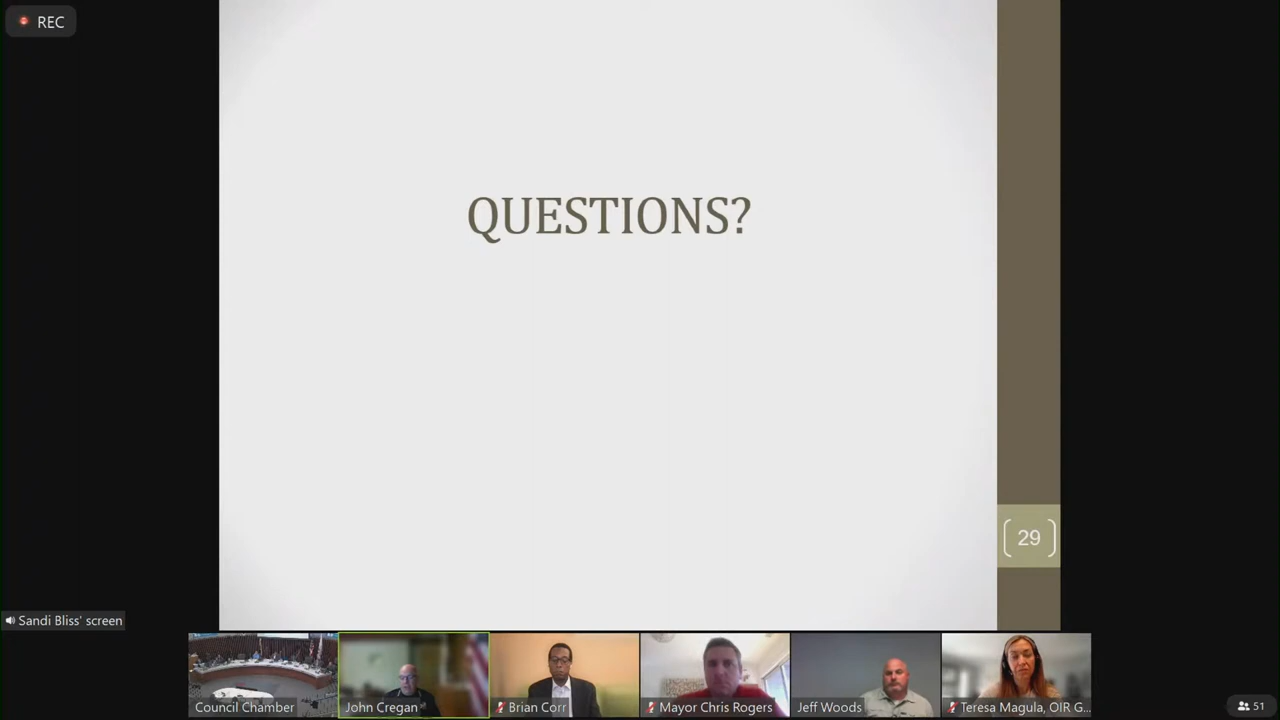 REC
QUESTIONS?
29
Sandi Bliss' screen
Council Chamber
John Cregan
Brian Corr
Mayor Chris Rogers
Jeff Woods
Teresa Magula, OIR G...
51